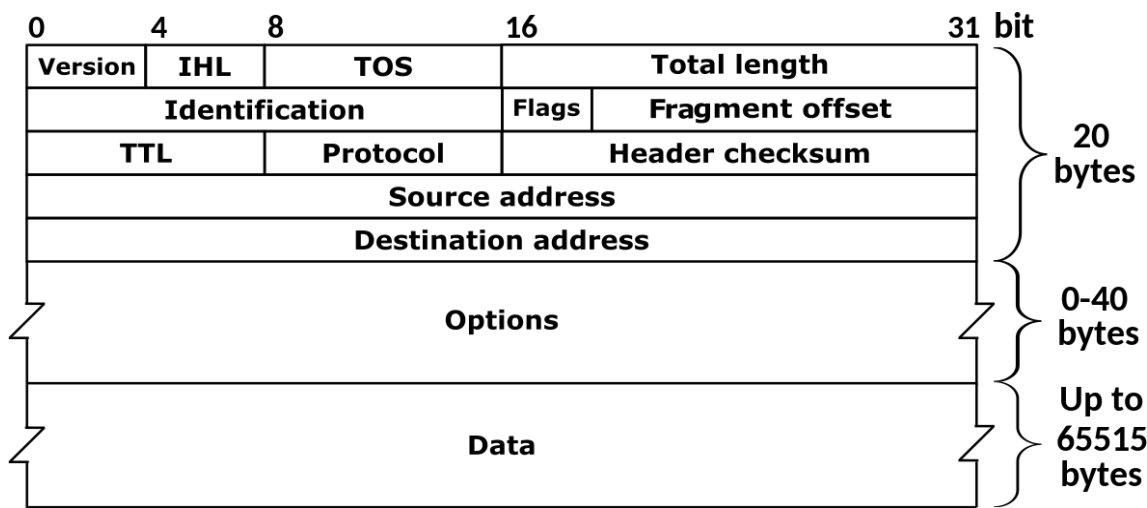 0 4 8 16 31 bit
Version IHL TOS Total length
Identification Flags Fragment offset
TTL Protocol Header checksum
Source address
Destination address
20
bytes
Options
0-40
bytes
Data
Up to
65515
bytes